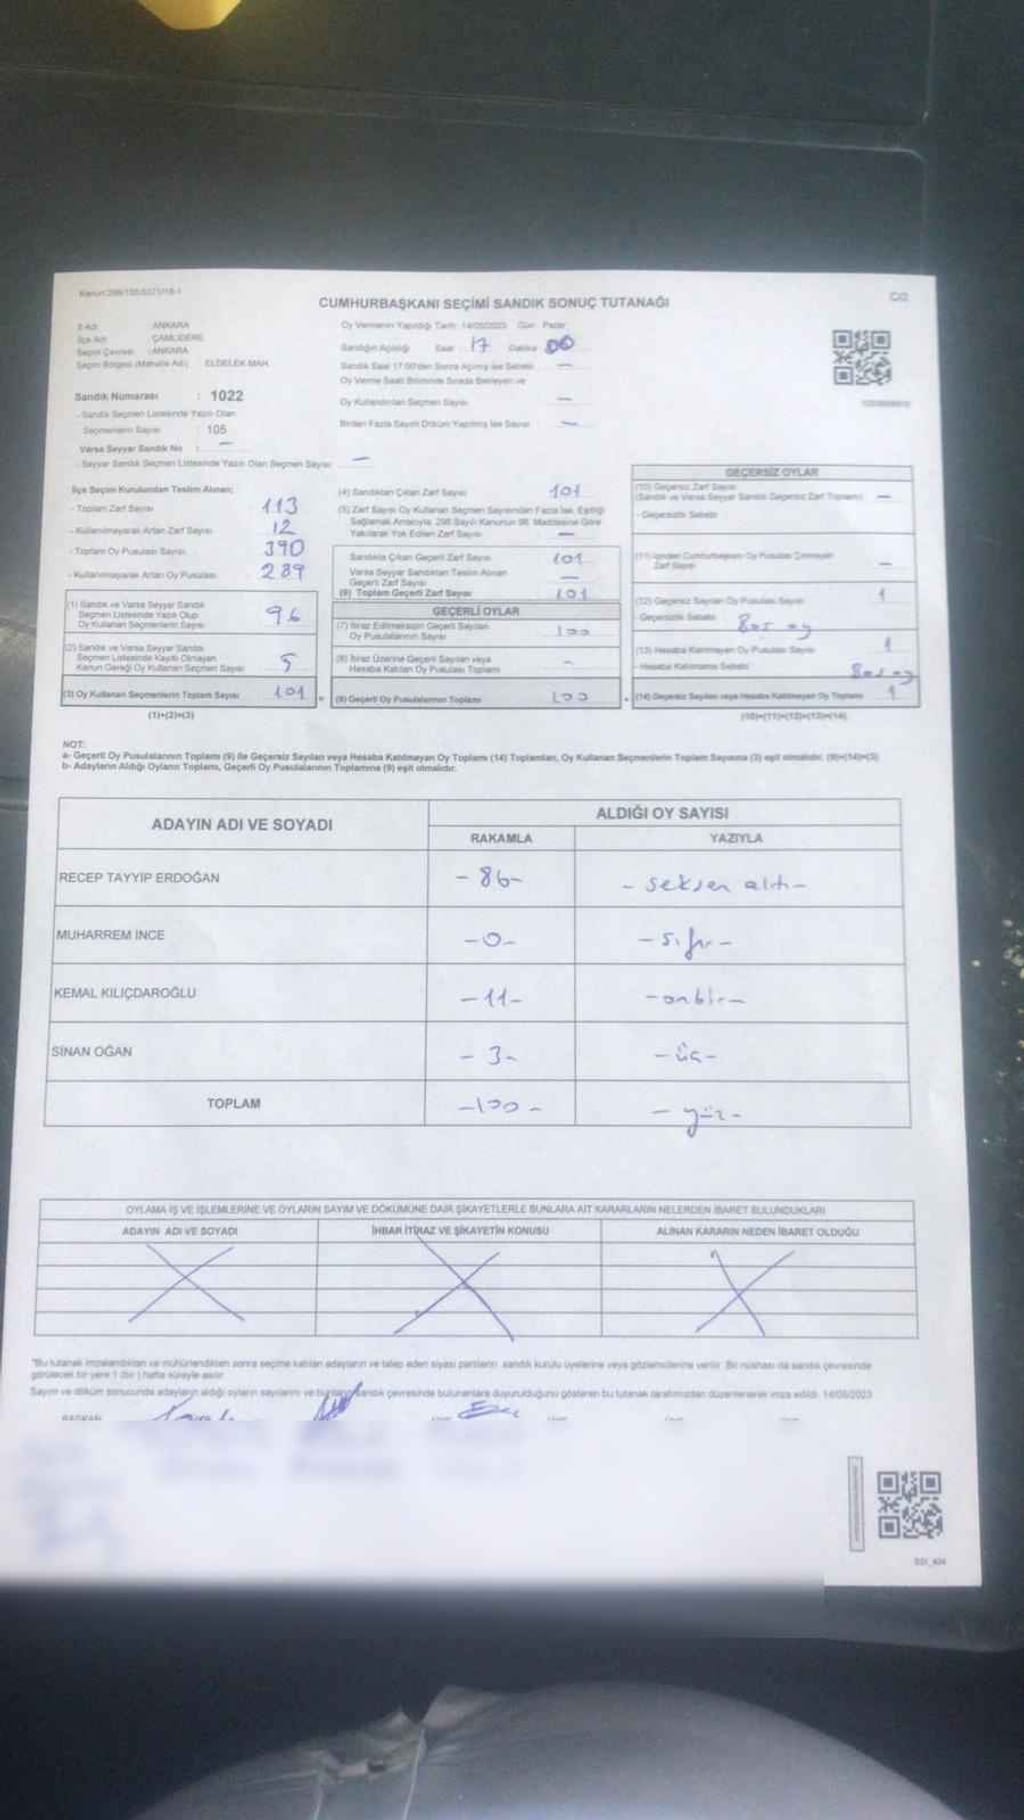 CUMHURBAŞKANI SEÇİMİ SANDIK SONUÇ TUTANAĞI
İl Adı ANKARA
İlçe Adı ÇAMLIDERE
Seçim Çevresi : ANKARA
Seçim Bölgesi (Mahalle Adı) ELDELEK MAH.
Sandık Numarası : 1022
- Sandık Seçmen Listesinde Yazılı Olan
Seçmenlerin Sayısı : 105
Varsa Seyyar Sandık No : —
- Seyyar Sandık Seçmen Listesinde Yazılı Olan Seçmen Sayısı —
Oy Vermenin Yapıldığı Tarih: 14/05/2023 Gün: Pazar
Sandığın Açıldığı Saat : 17 Dakika : 00
Sandık Saat 17:00'den Sonra Açılmış İse Sebebi —
Oy Verme Saati Bitiminde Sırada Bekleyen ve
Oy Kullandırılan Seçmen Sayısı —
Birden Fazla Sayım Döküm Yapılmış İse Sayısı —
İlçe Seçim Kurulundan Teslim Alınan;
- Toplam Zarf Sayısı 113
- Kullanılmayarak Artan Zarf Sayısı 12
- Toplam Oy Pusulası Sayısı 390
- Kullanılmayarak Artan Oy Pusulası 289
(1) Sandık ve Varsa Seyyar Sandık
Seçmen Listesinde Yazılı Olup
Oy Kullanan Seçmenlerin Sayısı 96
(2) Sandık ve Varsa Seyyar Sandık
Seçmen Listesinde Kayıtlı Olmayan
Kanun Gereği Oy Kullanan Seçmen Sayısı 5
(3) Oy Kullanan Seçmenlerin Toplam Sayısı 101
(1)+(2)=(3)
(4) Sandıktan Çıkan Zarf Sayısı 101
(5) Zarf Sayısı Oy Kullanan Seçmen Sayısından Fazla İse, Eşitliği
Sağlamak Amacıyla, 298 Sayılı Kanunun 98. Maddesine Göre
Yakılarak Yok Edilen Zarf Sayısı —
Sandıkta Çıkan Geçerli Zarf Sayısı 101
Varsa Seyyar Sandıktan Teslim Alınan
Geçerli Zarf Sayısı —
(6) Toplam Geçerli Zarf Sayısı 101
GEÇERLİ OYLAR
(7) İtiraz Edilmeksizin Geçerli Sayılan
Oy Pusulalarının Sayısı 100
(8) İtiraz Üzerine Geçerli Sayılan veya
Hesaba Katılan Oy Pusulası Toplamı —
(9) Geçerli Oy Pusulalarının Toplamı 100
GEÇERSİZ OYLAR
(10) Geçersiz Zarf Sayısı
(Sandık ve Varsa Seyyar Sandık Geçersiz Zarf Toplamı) —
- Geçersizlik Sebebi
(11) İçinden Cumhurbaşkanı Oy Pusulası Çıkmayan
Zarf Sayısı —
(12) Geçersiz Sayılan Oy Pusulası Sayısı 1
- Geçersizlik Sebebi Boş oy
(13) Hesaba Katılmayan Oy Pusulası Sayısı 1
- Hesaba Katılmama Sebebi Boş oy
(14) Geçersiz Sayılan veya Hesaba Katılmayan Oy Toplamı 1
(10)+(11)+(12)+(13)=(14)
NOT:
a- Geçerli Oy Pusulalarının Toplamı (9) ile Geçersiz Sayılan veya Hesaba Katılmayan Oy Toplamı (14) Toplamları, Oy Kullanan Seçmenlerin Toplam Sayısına (3) eşit olmalıdır. (9)+(14)=(3)
b- Adayların Aldığı Oyların Toplamı, Geçerli Oy Pusulalarının Toplamına (9) eşit olmalıdır.
ADAYIN ADI VE SOYADI ALDIĞI OY SAYISI
RAKAMLA YAZIYLA
RECEP TAYYİP ERDOĞAN - 86 - - seksen altı -
MUHARREM İNCE - 0 - - sıfır -
KEMAL KILIÇDAROĞLU - 11 - - onbir -
SİNAN OĞAN - 3 - - üç -
TOPLAM - 100 - - yüz -
OYLAMA İŞ VE İŞLEMLERİNE VE OYLARIN SAYIM VE DÖKÜMÜNE DAİR ŞİKAYETLERLE BUNLARA AİT KARARLARIN NELERDEN İBARET BULUNDUKLARI
ADAYIN ADI VE SOYADI İHBAR İTİRAZ VE ŞİKAYETİN KONUSU ALINAN KARARIN NEDEN İBARET OLDUĞU
"Bu tutanak imzalandıktan ve mühürlendikten sonra seçime katılan adayların ve talep eden siyasi partilerin sandık kurulu üyelerine veya gözlemcilerine verilir. Bir nüshası da sandık çevresinde
görülecek bir yere 1 (bir) hafta süreyle asılır.
Sayım ve döküm sonucunda adayların aldığı oyların sayılarını ve bunların sandık çevresinde bulunanlara duyurulduğunu gösteren bu tutanak tarafımızdan düzenlenerek imza edildi. 14/05/2023